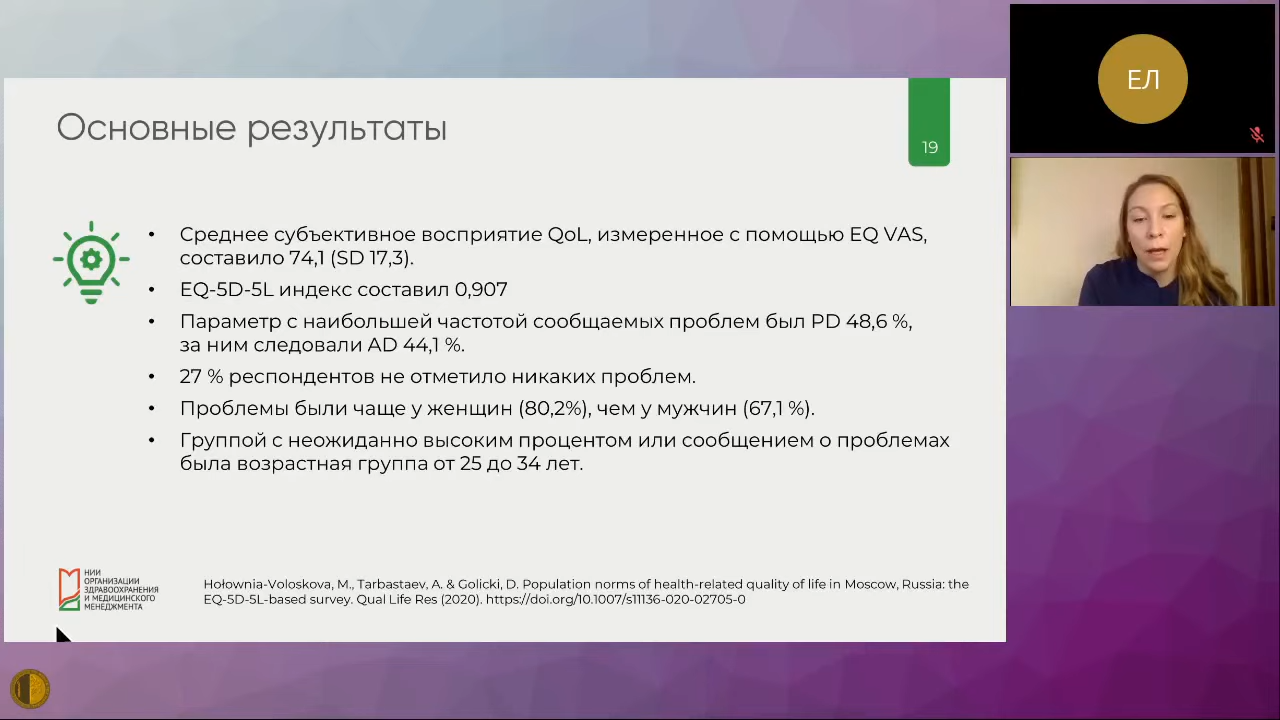 Основные результаты
19
• Среднее субъективное восприятие QoL, измеренное с помощью EQ VAS,
составило 74,1 (SD 17,3).
• EQ-5D-5L индекс составил 0,907
• Параметр с наибольшей частотой сообщаемых проблем был PD 48,6 %,
за ним следовали AD 44,1 %.
• 27 % респондентов не отметило никаких проблем.
• Проблемы были чаще у женщин (80,2%), чем у мужчин (67,1 %).
• Группой с неожиданно высоким процентом или сообщением о проблемах
была возрастная группа от 25 до 34 лет.
НИИ
ОРГАНИЗАЦИИ
ЗДРАВООХРАНЕНИЯ
И МЕДИЦИНСКОГО
МЕНЕДЖМЕНТА
Hołownia-Voloskova, M., Tarbastaev, A. & Golicki, D. Population norms of health-related quality of life in Moscow, Russia: the
EQ-5D-5L-based survey. Qual Life Res (2020). https://doi.org/10.1007/s11136-020-02705-0
ЕЛ